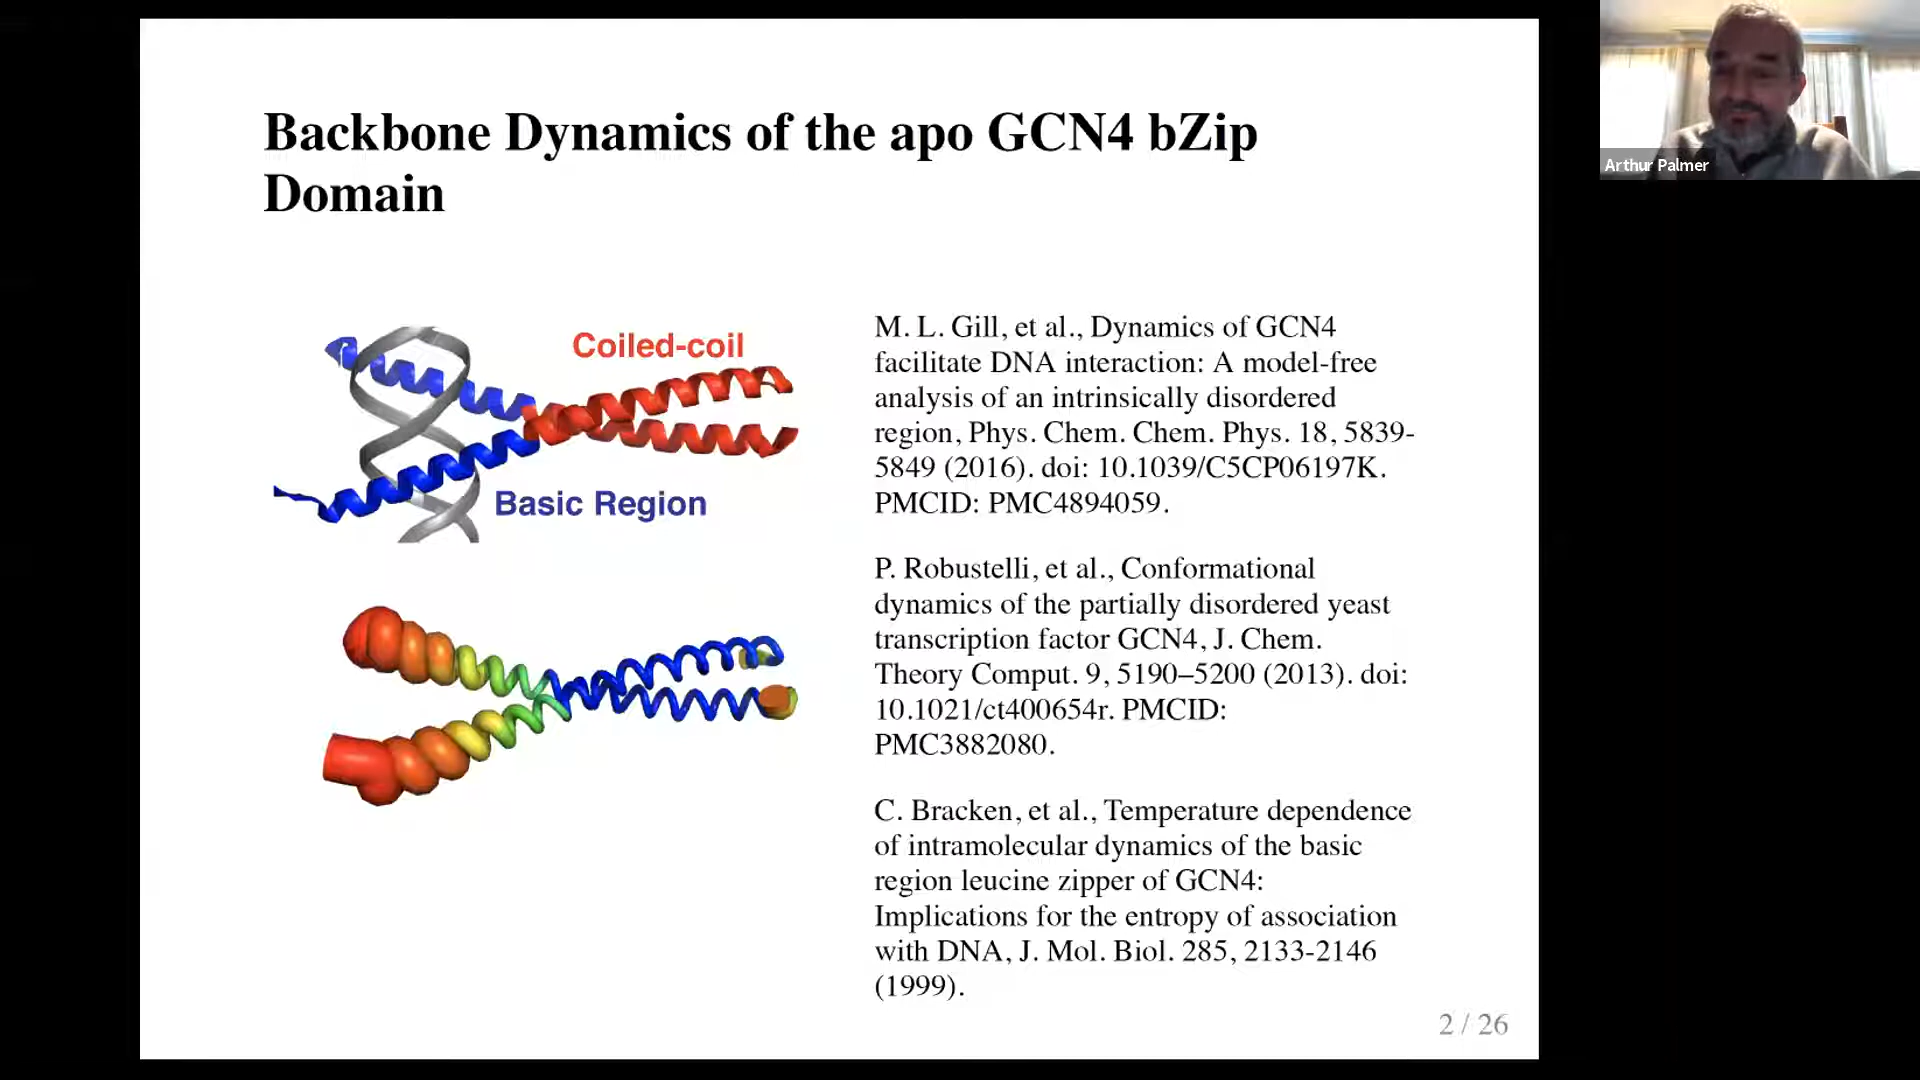 Backbone Dynamics of the apo GCN4 bZip
Domain
Coiled-coil
Basic Region
M. L. Gill, et al., Dynamics of GCN4
facilitate DNA interaction: A model-free
analysis of an intrinsically disordered
region, Phys. Chem. Chem. Phys. 18, 5839-
5849 (2016). doi: 10.1039/C5CP06197K.
PMCID: PMC4894059.
P. Robustelli, et al., Conformational
dynamics of the partially disordered yeast
transcription factor GCN4, J. Chem.
Theory Comput. 9, 5190–5200 (2013). doi:
10.1021/ct400654r. PMCID:
PMC3882080.
C. Bracken, et al., Temperature dependence
of intramolecular dynamics of the basic
region leucine zipper of GCN4:
Implications for the entropy of association
with DNA, J. Mol. Biol. 285, 2133-2146
(1999).
2 / 26
Arthur Palmer